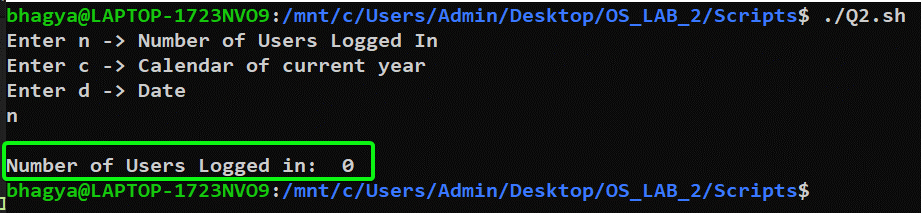 bhagya@LAPTOP-1723NVO9:/mnt/c/Users/Admin/Desktop/OS_LAB_2/Scripts$ ./Q2.sh
Enter n -> Number of Users Logged In
Enter c -> Calendar of current year
Enter d -> Date
n
Number of Users Logged in:  0
bhagya@LAPTOP-1723NVO9:/mnt/c/Users/Admin/Desktop/OS_LAB_2/Scripts$